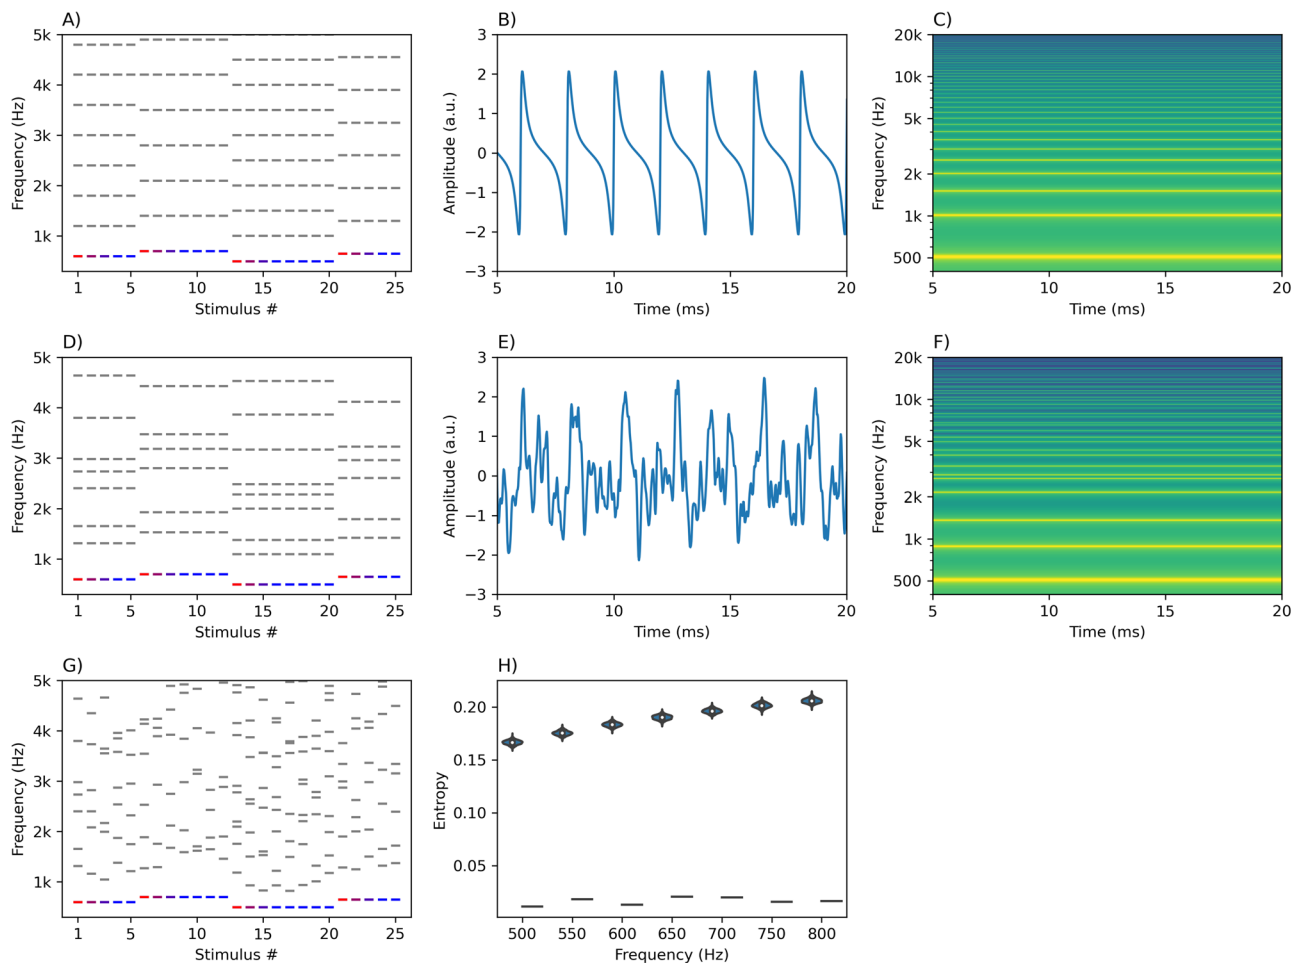 A)
5k
4k
3k
2k
1k
Frequency (Hz)
1 5 10 15 20 25
Stimulus #
B)
3
2
1
0
−1
−2
−3
Amplitude (a.u.)
5 10 15 20
Time (ms)
C)
20k
10k
5k
2k
1k
500
Frequency (Hz)
5 10 15 20
Time (ms)
D)
5k
4k
3k
2k
1k
Frequency (Hz)
1 5 10 15 20 25
Stimulus #
E)
3
2
1
0
−1
−2
−3
Amplitude (a.u.)
5 10 15 20
Time (ms)
F)
20k
10k
5k
2k
1k
500
Frequency (Hz)
5 10 15 20
Time (ms)
G)
5k
4k
3k
2k
1k
Frequency (Hz)
1 5 10 15 20 25
Stimulus #
H)
0.20
0.15
0.10
0.05
Entropy
500 550 600 650 700 750 800
Frequency (Hz)